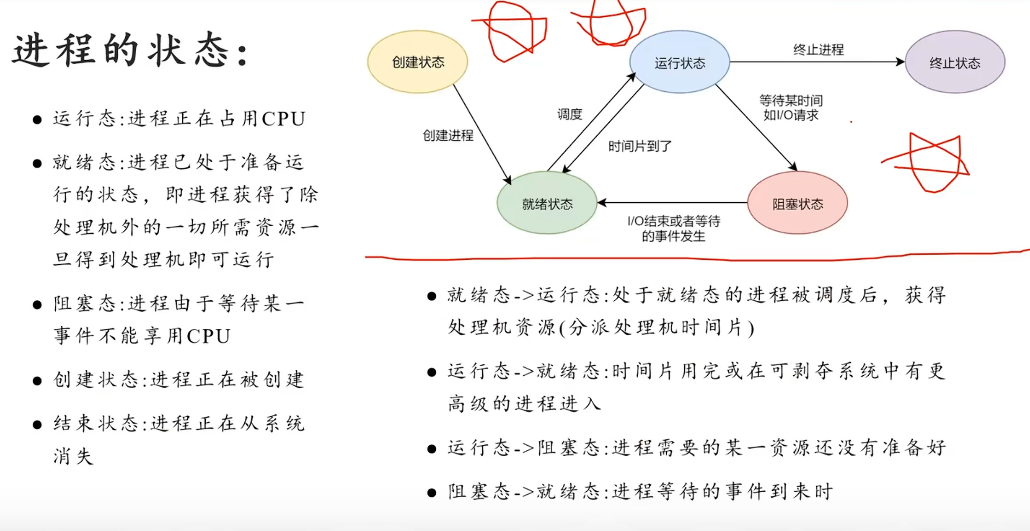 进程的状态:
运行态:进程正在占用CPU
就绪态:进程已处于准备运
行的状态，即进程获得了除
处理机外的一切所需资源一
旦得到处理机即可运行
阻塞态:进程由于等待某一
事件不能享用CPU
创建状态:进程正在被创建
结束状态:进程正在从系统
消失
创建状态
运行状态
终止进程
终止状态
创建进程
调度
时间片到了
等待某时间
如I/O请求
就绪状态
阻塞状态
I/O结束或者等待
的事件发生
就绪态->运行态:处于就绪态的进程被调度后，获得
处理机资源(分派处理机时间片)
运行态->就绪态:时间片用完或在可剥夺系统中有更
高级的进程进入
运行态->阻塞态:进程需要的某一资源还没有准备好
阻塞态->就绪态:进程等待的事件到来时